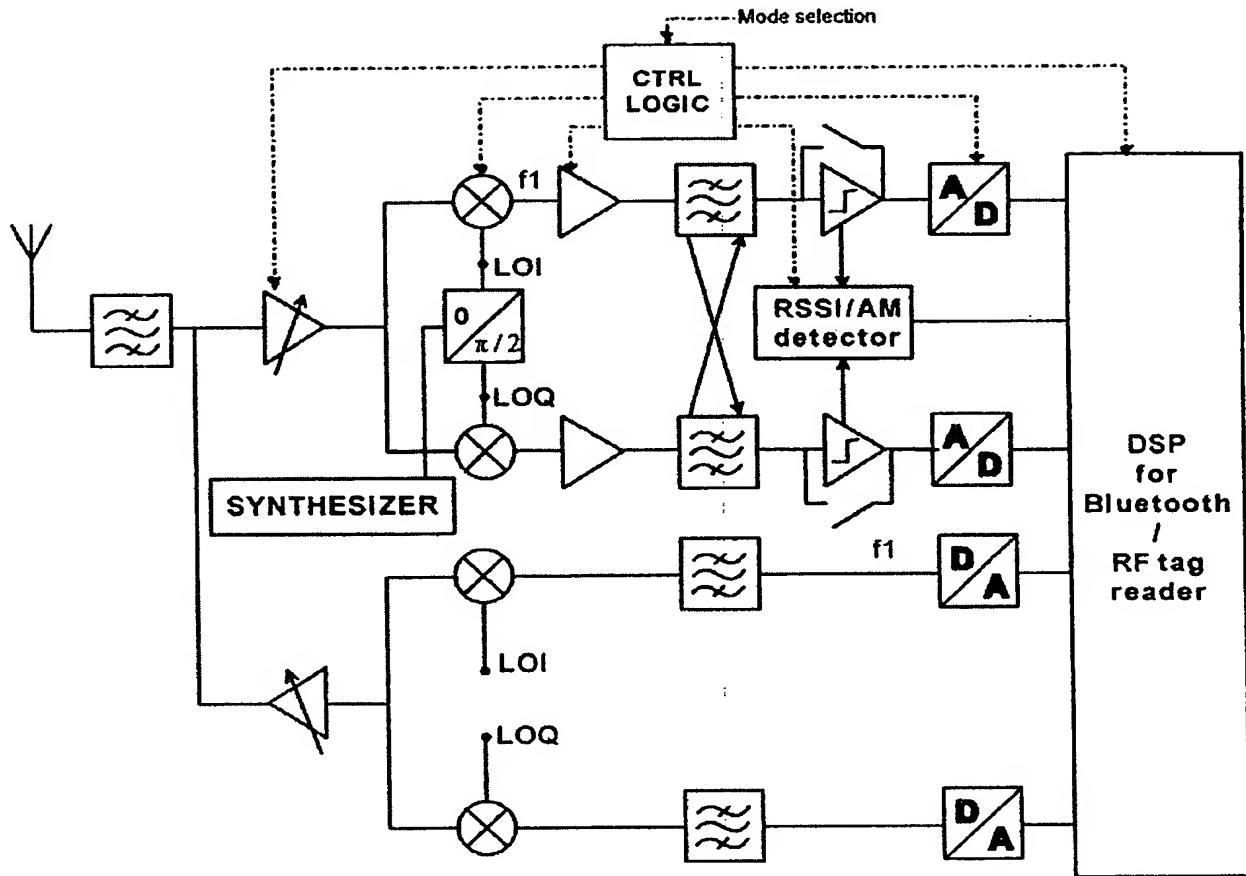 Mode selection
CTRL
LOGIC
f1
A
D
LOI
0
π/2
RSSI/AM
detector
LOQ
A
D
SYNTHESIZER
DSP
for
Bluetooth
/
RF tag
reader
f1
D
A
LOI
LOQ
D
A